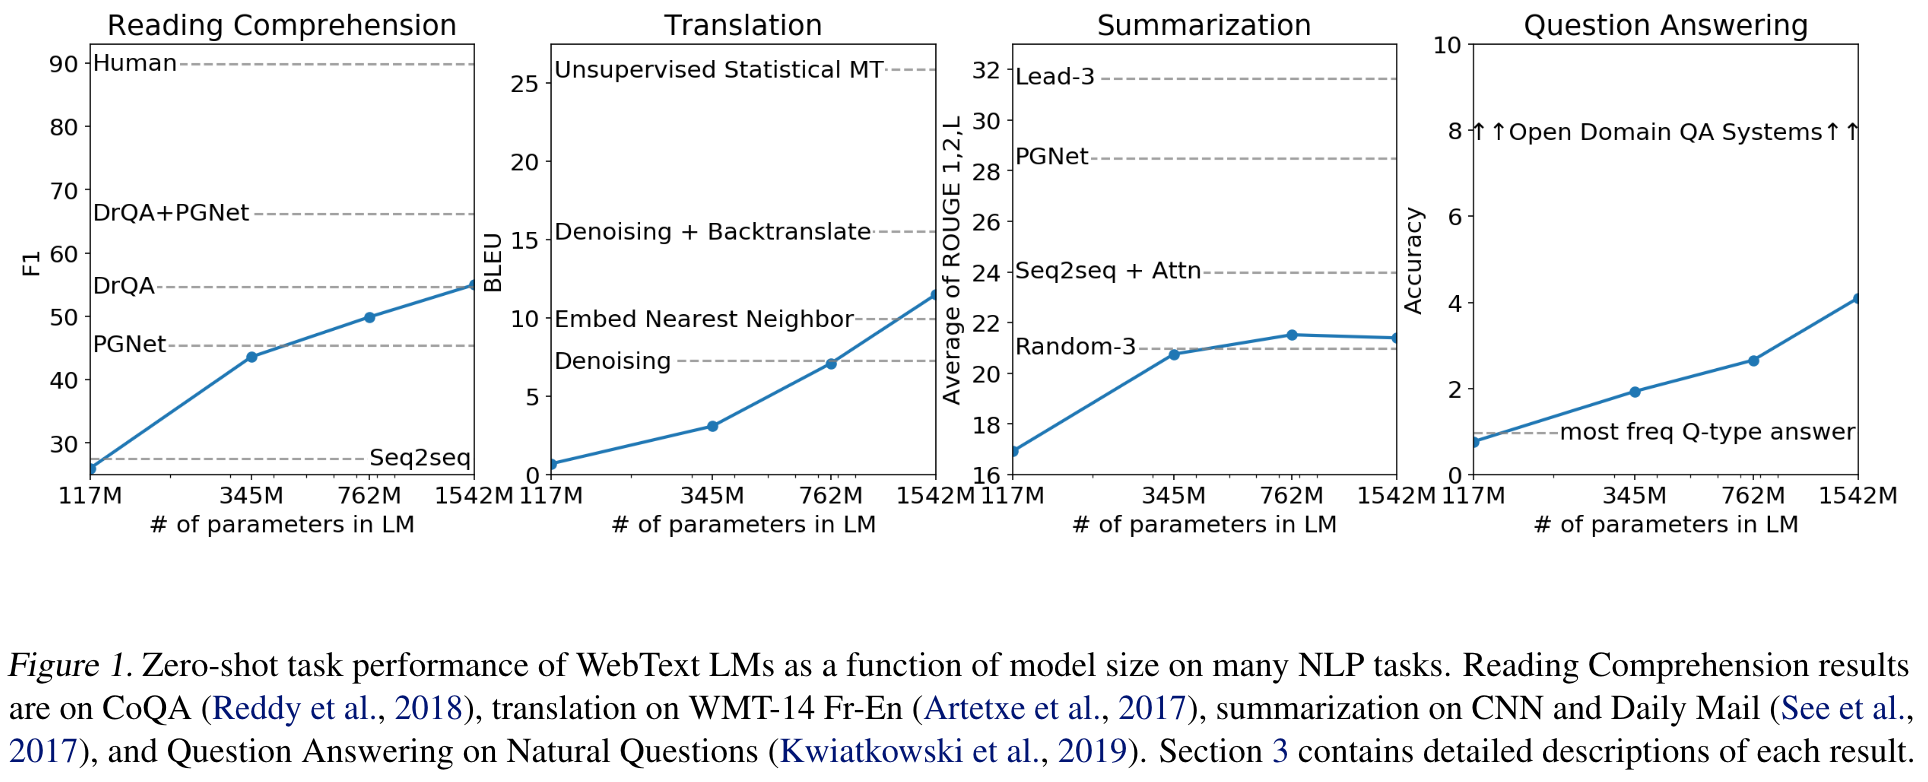 Reading Comprehension
90
80
70
60
50
40
30
F1
Human
DrQA+PGNet
DrQA
PGNet
Seq2seq
117M
345M
762M
1542M
# of parameters in LM
Translation
25
20
15
10
5
0
BLEU
Unsupervised Statistical MT
Denoising + Backtranslate
Embed Nearest Neighbor
Denoising
117M
345M
762M
1542M
# of parameters in LM
Summarization
32
30
28
26
24
22
20
18
16
Average of ROUGE 1,2,L
Lead-3
PGNet
Seq2seq + Attn
Random-3
117M
345M
762M
1542M
# of parameters in LM
Question Answering
10
8
6
4
2
0
Accuracy
↑↑Open Domain QA Systems↑↑
most freq Q-type answer
117M
345M
762M
1542M
# of parameters in LM
Figure 1. Zero-shot task performance of WebText LMs as a function of model size on many NLP tasks. Reading Comprehension results
are on CoQA (Reddy et al., 2018), translation on WMT-14 Fr-En (Artetxe et al., 2017), summarization on CNN and Daily Mail (See et al.,
2017), and Question Answering on Natural Questions (Kwiatkowski et al., 2019). Section 3 contains detailed descriptions of each result.